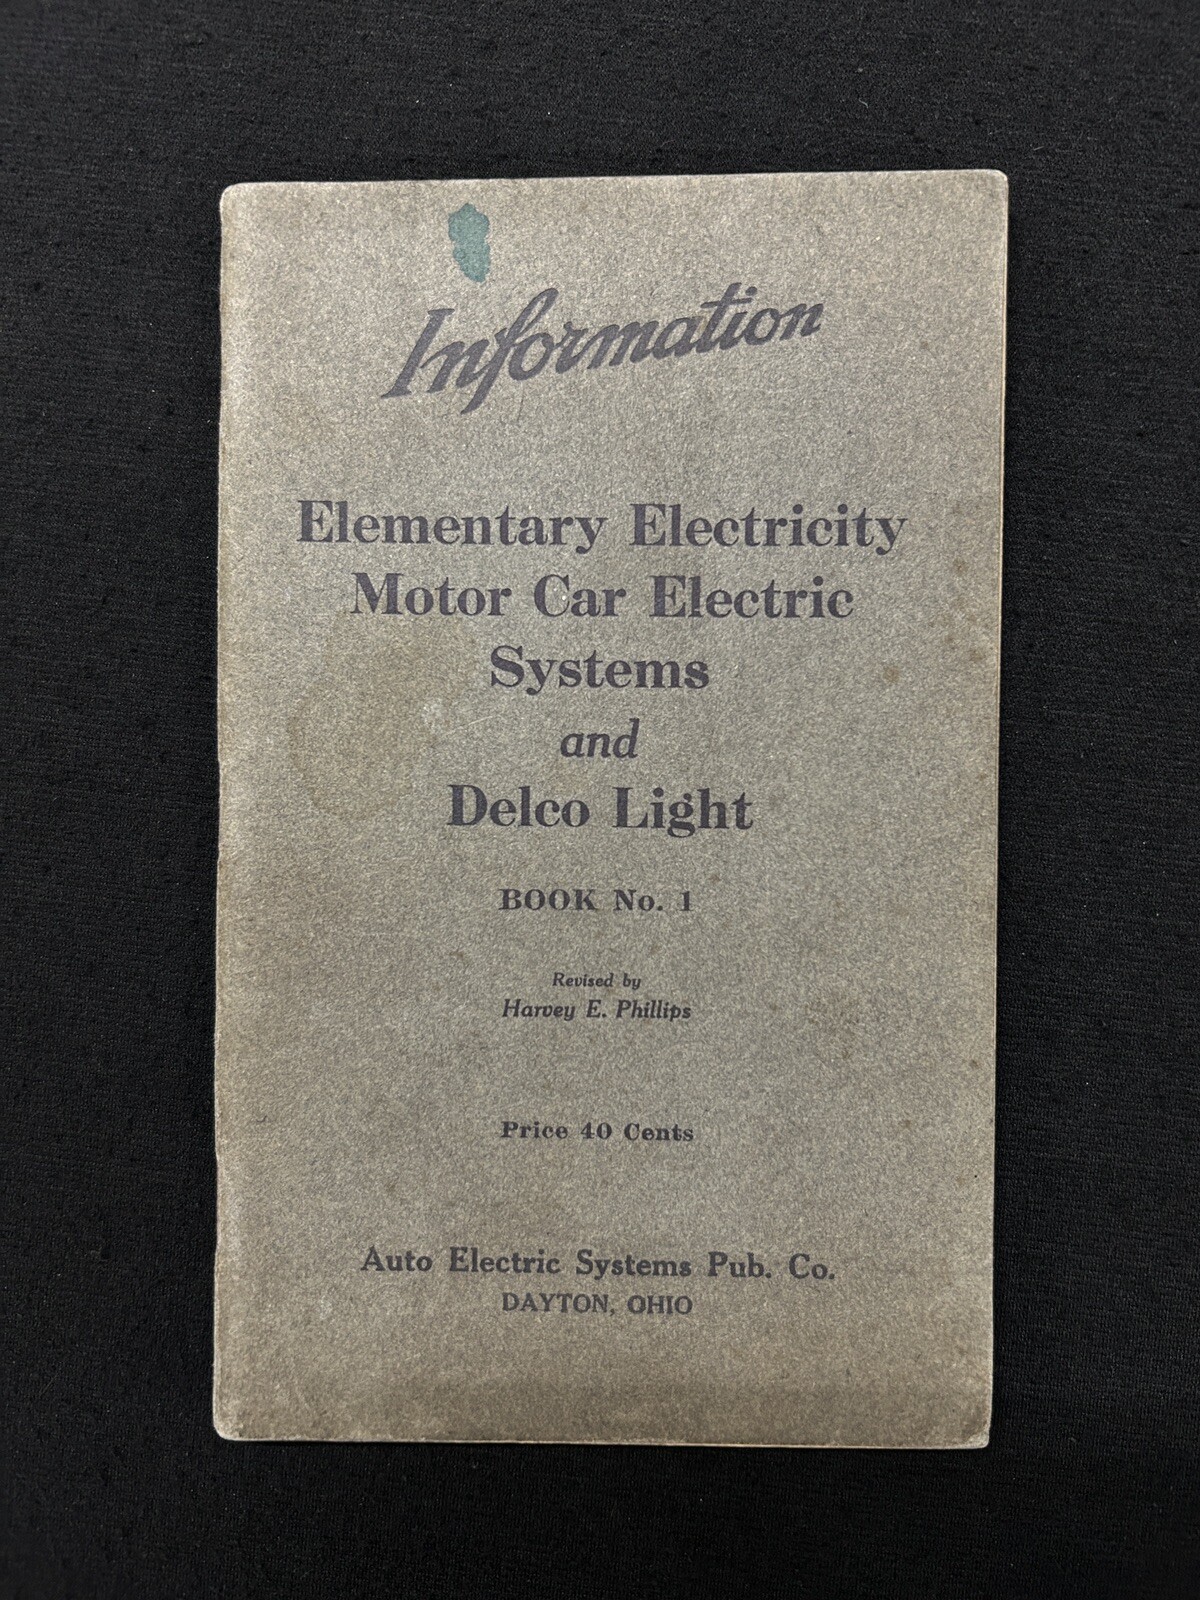 Information
Elementary Electricity
Motor Car Electric
Systems
and
Delco Light
BOOK No. 1
Revised by
Harvey E. Phillips
Price 40 Cents
Auto Electric Systems Pub. Co.
DAYTON, OHIO